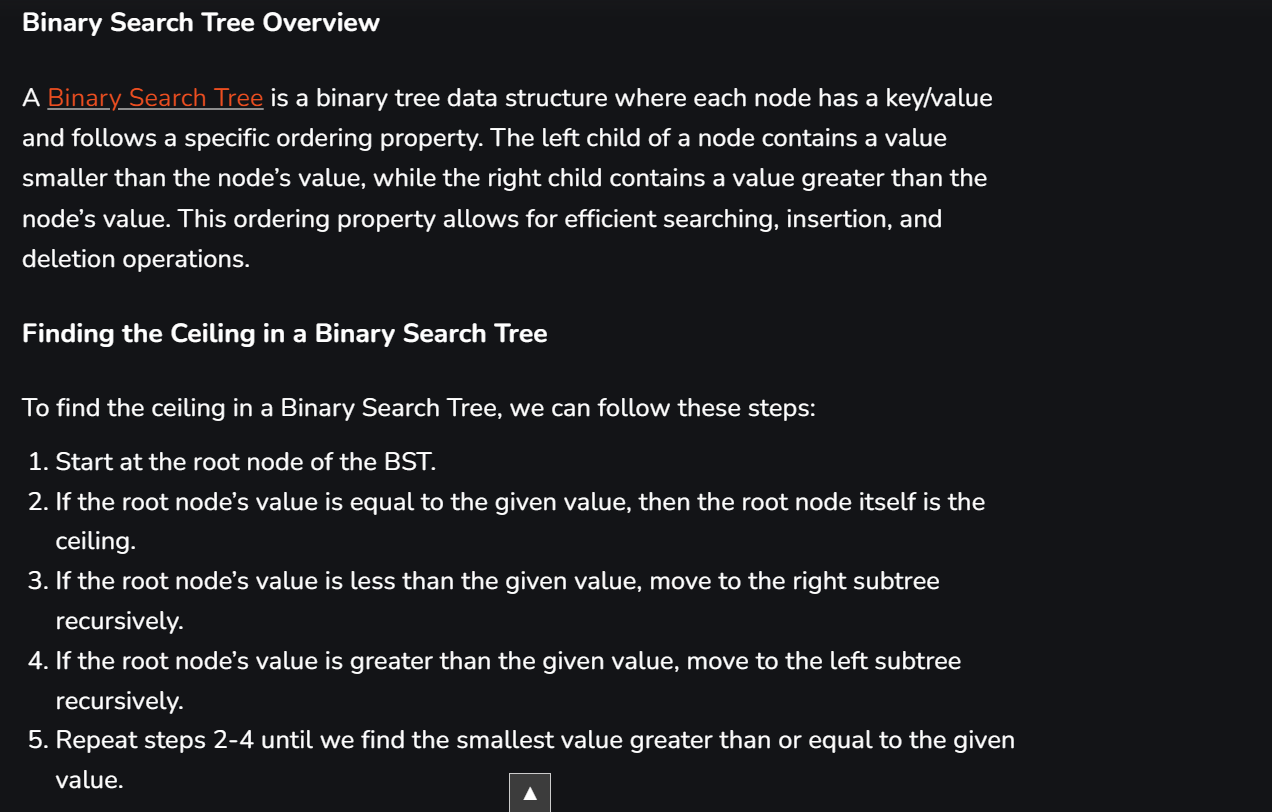 Binary Search Tree Overview
A Binary Search Tree is a binary tree data structure where each node has a key/value
and follows a specific ordering property. The left child of a node contains a value
smaller than the node’s value, while the right child contains a value greater than the
node’s value. This ordering property allows for efficient searching, insertion, and
deletion operations.
Finding the Ceiling in a Binary Search Tree
To find the ceiling in a Binary Search Tree, we can follow these steps:
1. Start at the root node of the BST.
2. If the root node’s value is equal to the given value, then the root node itself is the
ceiling.
3. If the root node’s value is less than the given value, move to the right subtree
recursively.
4. If the root node’s value is greater than the given value, move to the left subtree
recursively.
5. Repeat steps 2-4 until we find the smallest value greater than or equal to the given
value.
▲